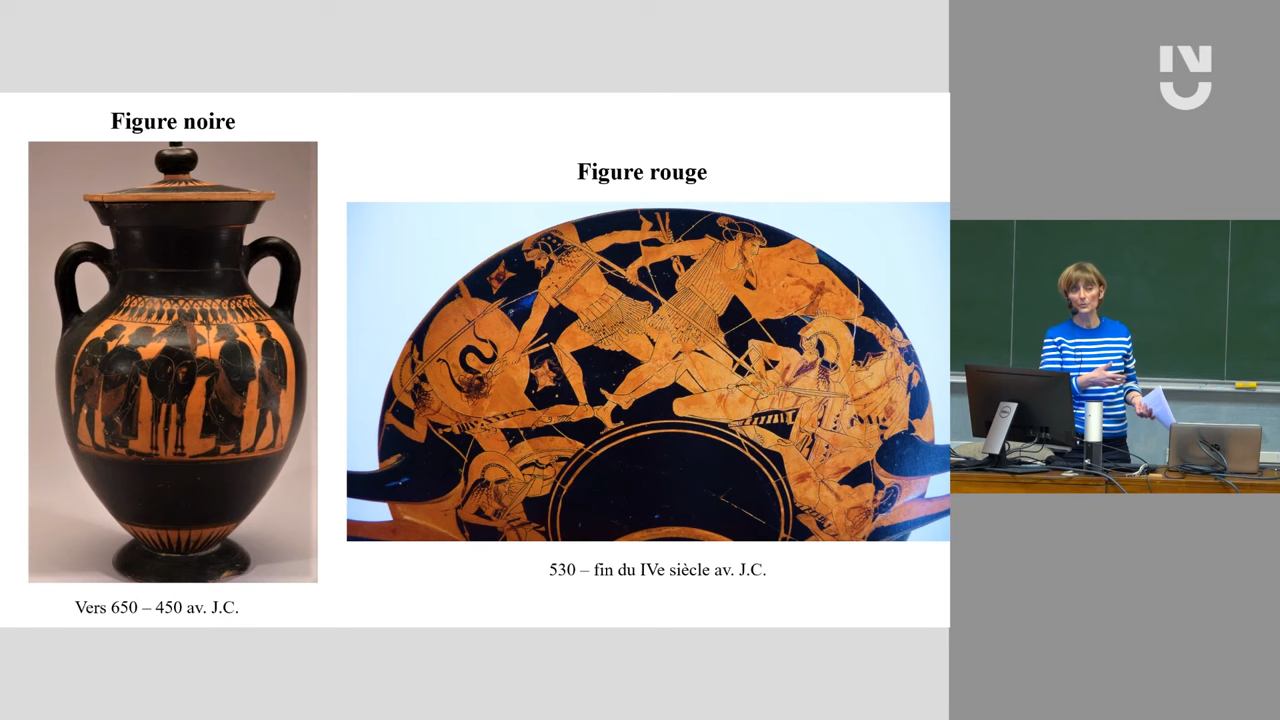 Figure noire
Figure rouge
530 – fin du IVe siècle av. J.C.
Vers 650 – 450 av. J.C.